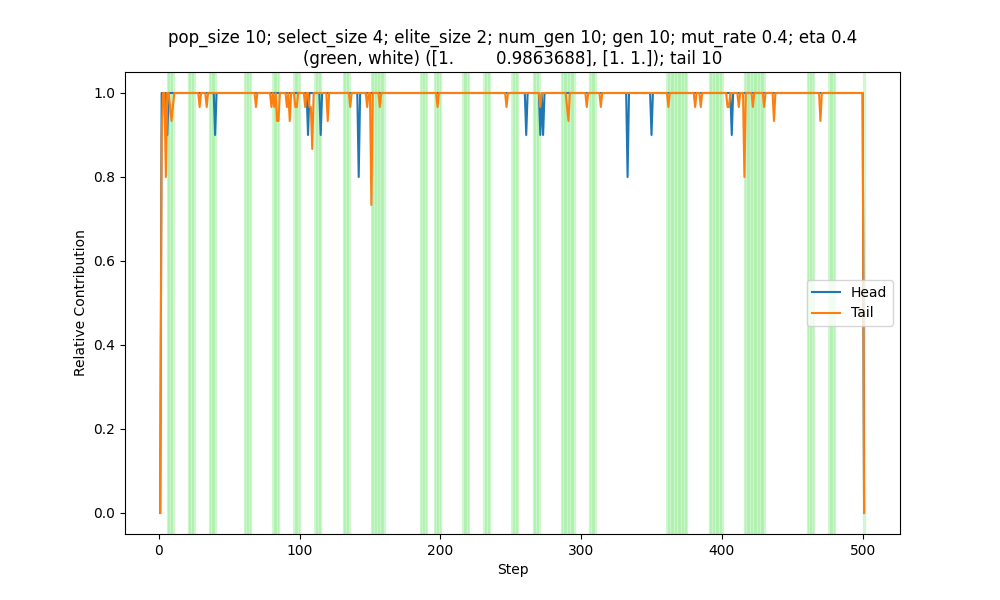 pop_size 10; select_size 4; elite_size 2; num_gen 10; gen 10; mut_rate 0.4; eta 0.4
(green, white) ([1.        0.9863688], [1. 1.]); tail 10
1.0
0.8
0.6
0.4
0.2
0.0
Relative Contribution
Head
Tail
0
100
200
300
400
500
Step